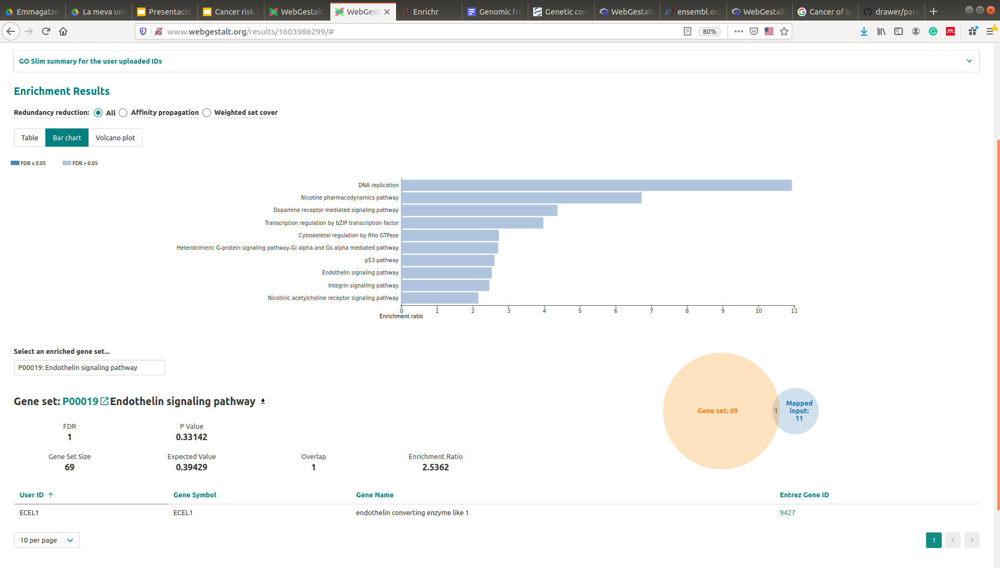 Emmagatze
La meva uni
Presentació
Cancer risk a
WebGestalt
WebGest
Enrichr
Genomic fro
Genetic corr
WebGestalt
ensembl.org
WebGestalt
Cancer of ly
drawer/para
www.webgestalt.org/results/1603986299/#
80%
GO Slim summary for the user uploaded IDs
Enrichment Results
Redundancy reduction: All Affinity propagation Weighted set cover
Table Bar chart Volcano plot
FDR ≤ 0.05 FDR > 0.05
DNA replication
Nicotine pharmacodynamics pathway
Dopamine receptor mediated signaling pathway
Transcription regulation by bZIP transcription factor
Cytoskeletal regulation by Rho GTPase
Heterotrimeric G-protein signaling pathway-Gi alpha and Gs alpha mediated pathway
p53 pathway
Endothelin signaling pathway
Integrin signalling pathway
Nicotinic acetylcholine receptor signaling pathway
0 1 2 3 4 5 6 7 8 9 10 11
Enrichment ratio
Select an enriched gene set...
P00019: Endothelin signaling pathway
Gene set: P00019 Endothelin signaling pathway
Gene set: 69
1
Mapped
input:
11
FDR P Value
1 0.33142
Gene Set Size Expected Value Overlap Enrichment Ratio
69 0.39429 1 2.5362
User ID Gene Symbol Gene Name Entrez Gene ID
ECEL1 ECEL1 endothelin converting enzyme like 1 9427
10 per page 1